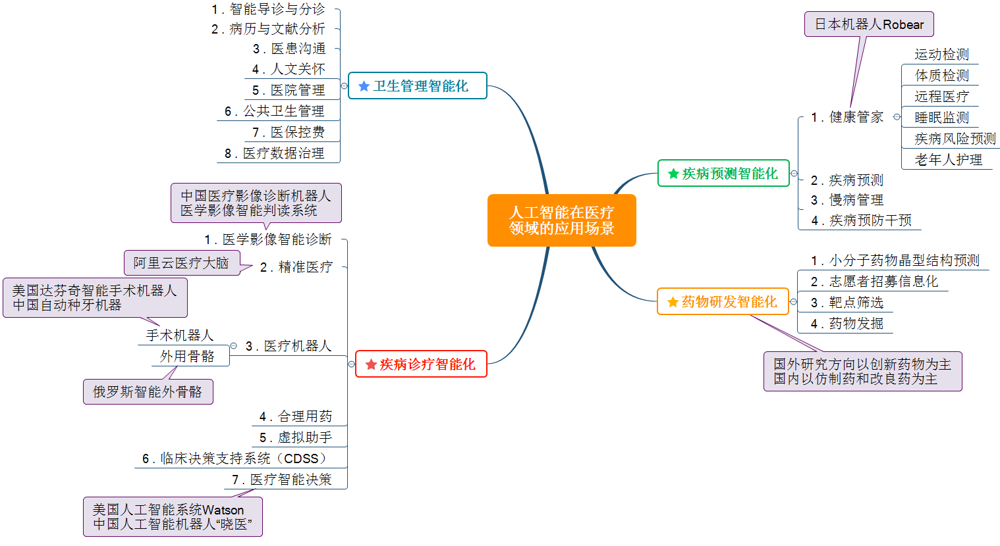 人工智能在医疗
领域的应用场景
卫生管理智能化
1．智能导诊与分诊
2．病历与文献分析
3．医患沟通
4．人文关怀
5．医院管理
6．公共卫生管理
7．医保控费
8．医疗数据治理
疾病预测智能化
日本机器人Robear
1．健康管家
运动检测
体质检测
远程医疗
睡眠监测
疾病风险预测
老年人护理
2．疾病预测
3．慢病管理
4．疾病预防干预
药物研发智能化
1．小分子药物晶型结构预测
2．志愿者招募信息化
3．靶点筛选
4．药物发掘
国外研究方向以创新药物为主
国内以仿制药和改良药为主
疾病诊疗智能化
中国医疗影像诊断机器人
医学影像智能判读系统
1．医学影像智能诊断
阿里云医疗大脑
2．精准医疗
美国达芬奇智能手术机器人
中国自动种牙机器
手术机器人
3．医疗机器人
外用骨骼
俄罗斯智能外骨骼
4．合理用药
5．虚拟助手
6．临床决策支持系统（CDSS）
7．医疗智能决策
美国人工智能系统Watson
中国人工智能机器人“晓医”